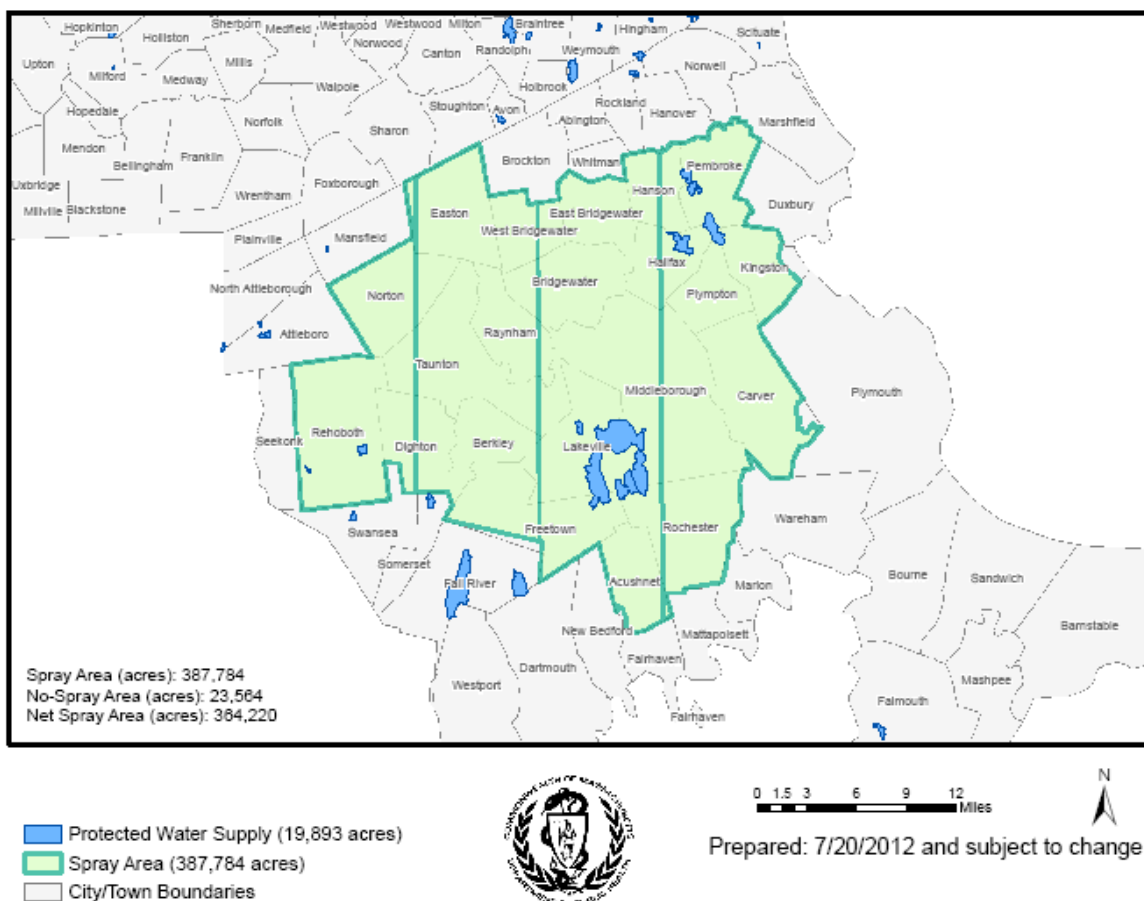 Hopkinton
Holliston
Sherborn
Medfield
Westwood
Westwood
Norwood
Milton
Canton
Randolph
Braintree
Weymouth
Hingham
Scituate
Norwell
Upton
Milford
Medway
Millis
Walpole
Stoughton
Avon
Holbrook
Rockland
Hanover
Marshfield
Hopedale
Norfolk
Sharon
Abington
Mendon
Bellingham
Franklin
Brockton
Whitman
Pembroke
Uxbridge
Millville
Blackstone
Wrentham
Foxborough
Hanson
Duxbury
Easton
East Bridgewater
West Bridgewater
Plainville
Mansfield
Halifax
Kingston
Bridgewater
North Attleborough
Norton
Plympton
Attleboro
Raynham
Taunton
Middleborough
Carver
Plymouth
Seekonk
Rehoboth
Dighton
Berkley
Lakeville
Swansea
Freetown
Rochester
Wareham
Somerset
Fall River
Acushnet
Marion
Bourne
Sandwich
New Bedford
Mattapoisett
Barnstable
Dartmouth
Fairhaven
Westport
Mashpee
Falmouth
Fairhaven
Spray Area (acres): 387,784
No-Spray Area (acres): 23,564
Net Spray Area (acres): 364,220
Protected Water Supply (19,893 acres)
Spray Area (387,784 acres)
City/Town Boundaries
COMMONWEALTH OF MASSACHUSETTS
DEPARTMENT OF PUBLIC HEALTH
0 1.5 3 6 9 12
Miles
N
Prepared: 7/20/2012 and subject to change